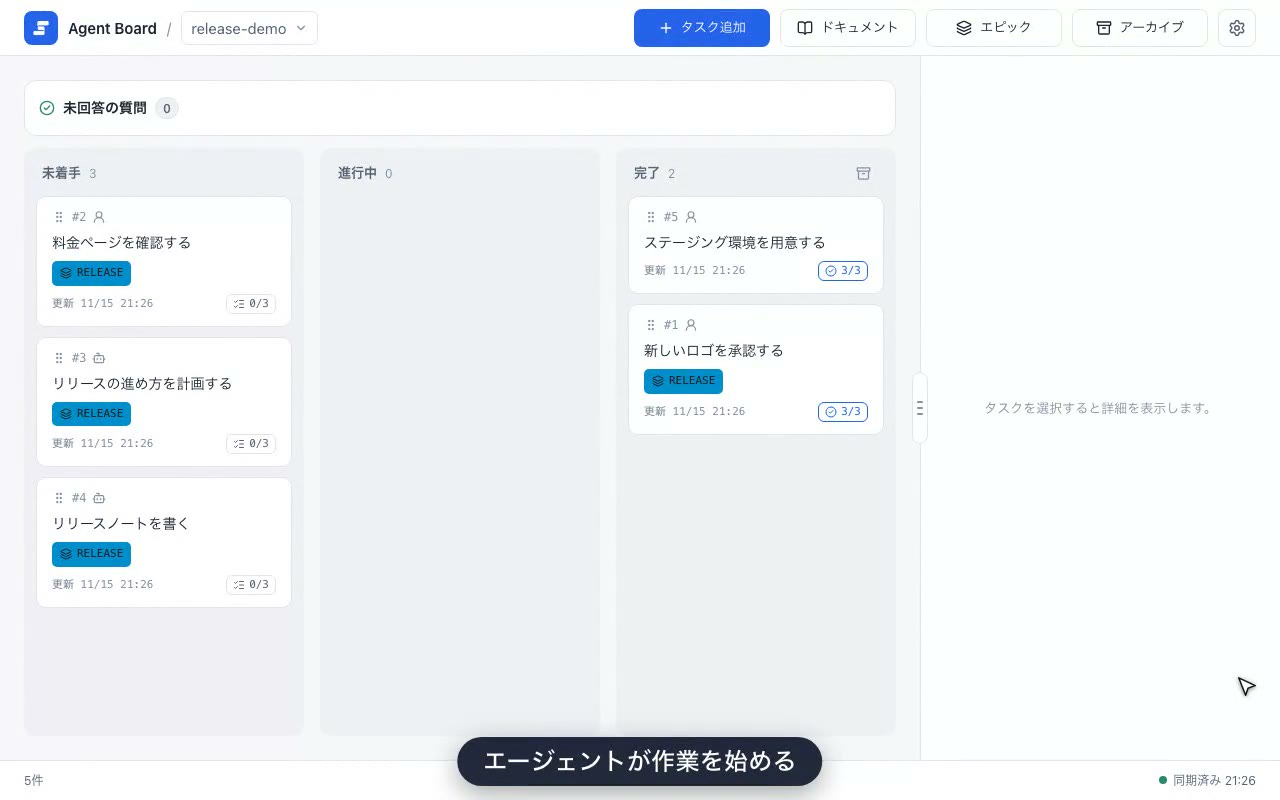 Agent Board / release-demo
タスク追加
ドキュメント
エピック
アーカイブ
未回答の質問 0
未着手 3
#2
料金ページを確認する
RELEASE
更新 11/15 21:26
0/3
#3
リリースの進め方を計画する
RELEASE
更新 11/15 21:26
0/3
#4
リリースノートを書く
RELEASE
更新 11/15 21:26
0/3
進行中 0
完了 2
#5
ステージング環境を用意する
更新 11/15 21:26
3/3
#1
新しいロゴを承認する
RELEASE
更新 11/15 21:26
3/3
タスクを選択すると詳細を表示します。
エージェントが作業を始める
5件
同期済み 21:26